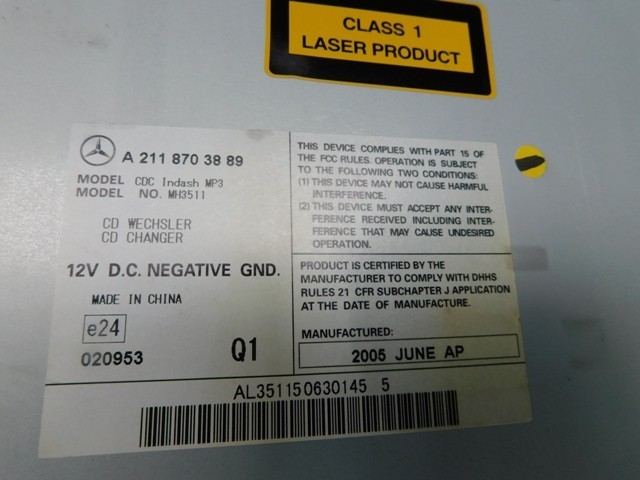 CLASS 1
LASER PRODUCT
A 211 870 38 89
MODEL CDC Indash MP3
MODEL NO. MH3511
CD WECHSLER
CD CHANGER
12V D.C. NEGATIVE GND.
MADE IN CHINA
e24
020953 Q1
THIS DEVICE COMPLIES WITH PART 15 OF
THE FCC RULES. OPERATION IS SUBJECT
TO THE FOLLOWING TWO CONDITIONS:
(1) THIS DEVICE MAY NOT CAUSE HARMFUL
INTERFERENCE.
(2) THIS DEVICE MUST ACCEPT ANY INTER-
FERENCE RECEIVED INCLUDING INTER-
FERENCE THAT MAY CAUSE UNDESIRED
OPERATION.
PRODUCT IS CERTIFIED BY THE
MANUFACTURER TO COMPLY WITH DHHS
RULES 21 CFR SUBCHAPTER J APPLICATION
AT THE DATE OF MANUFACTURE.
MANUFACTURED:
2005 JUNE AP
AL351150630145 5